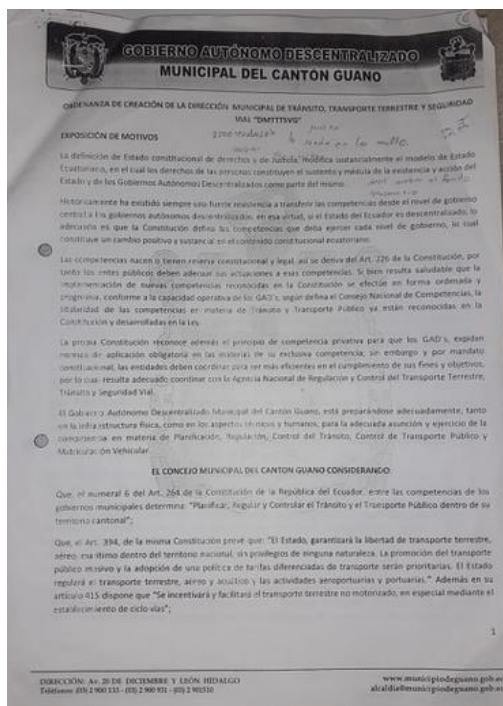 GOBIERNO AUTÓNOMO DESCENTRALIZADO
MUNICIPAL DEL CANTÓN GUANO
ORDENANZA DE CREACIÓN DE LA DIRECCIÓN MUNICIPAL DE TRÁNSITO, TRANSPORTE TERRESTRE Y SEGURIDAD
VIAL "DMTTTSVG"
EXPOSICIÓN DE MOTIVOS
La definición de Estado constitucional de derechos y de Justicia, modifica sustancialmente el modelo de Estado
Ecuatoriano, en el cual los derechos de las personas constituyen el sustento y médula de la existencia y acción del
Estado y de los Gobiernos Autónomos Descentralizados como parte del mismo.
Históricamente ha existido siempre una fuerte resistencia a transferir las competencias desde el nivel de gobierno
central a los gobiernos autónomos descentralizados, en esa virtud, si el Estado del Ecuador es descentralizado, lo
adecuado es que la Constitución defina las competencias que deba ejercer cada nivel de gobierno, lo cual
constituye un cambio positivo y sustancial en el contenido constitucional ecuatoriano.
Las competencias nacen o tienen reserva constitucional y legal, así se deriva del Art. 226 de la Constitución, por
tanto los entes públicos deben adecuar sus actuaciones a esas competencias. Si bien resulta saludable que la
implementación de nuevas competencias reconocidas en la Constitución se efectúe en forma ordenada y
progresiva, conforme a la capacidad operativa de los GAD's, según defina el Consejo Nacional de Competencias, la
titularidad de las competencias en materia de Tránsito y Transporte Público ya están reconocidas en la
Constitución y desarrolladas en la Ley.
La propia Constitución reconoce además el principio de competencia privativa para que los GAD's, expidan
normas de aplicación obligatoria en las materias de su exclusiva competencia, sin embargo y por mandato
constitucional, las entidades deben coordinar para ser más eficientes en el cumplimiento de sus fines y objetivos,
por lo cual resulta adecuado coordinar con la Agencia Nacional de Regulación y Control del Transporte Terrestre,
Tránsito y Seguridad Vial.
El Gobierno Autónomo Descentralizado Municipal del Cantón Guano, está preparándose adecuadamente, tanto
en la infraestructura física, como en los aspectos técnicos y humanos, para la adecuada asunción y ejercicio de la
competencia en materia de Planificación, Regulación, Control del Tránsito, Control de Transporte Público y
Matriculación Vehicular.
EL CONCEJO MUNICIPAL DEL CANTON GUANO CONSIDERANDO:
Que, el numeral 6 del Art. 264 de la Constitución de la República del Ecuador, entre las competencias de los
gobiernos municipales determina: "Planificar, Regular y Controlar el Tránsito y el Transporte Público dentro de su
territorio cantonal";
Que, el Art. 394, de la misma Constitución prevé que: "El Estado, garantizará la libertad de transporte terrestre,
aéreo, marítimo dentro del territorio nacional, sin privilegios de ninguna naturaleza. La promoción del transporte
público masivo y la adopción de una política de tarifas diferenciadas de transporte serán prioritarias. El Estado
regulará el transporte terrestre, aéreo y acuático y las actividades aeroportuarias y portuarias." Además en su
artículo 415 dispone que "Se incentivará y facilitará el transporte terrestre no motorizado, en especial mediante el
establecimiento de ciclo vías";
1
DIRECCIÓN: Av. 20 DE DICIEMBRE Y LEÓN HIDALGO
Teléfonos: (03) 2 900 133 - (03) 2 900 931 - (03) 2 901510
www.municipiodeguano.gob.ec
alcaldia@municipiodeguano.gob.ec